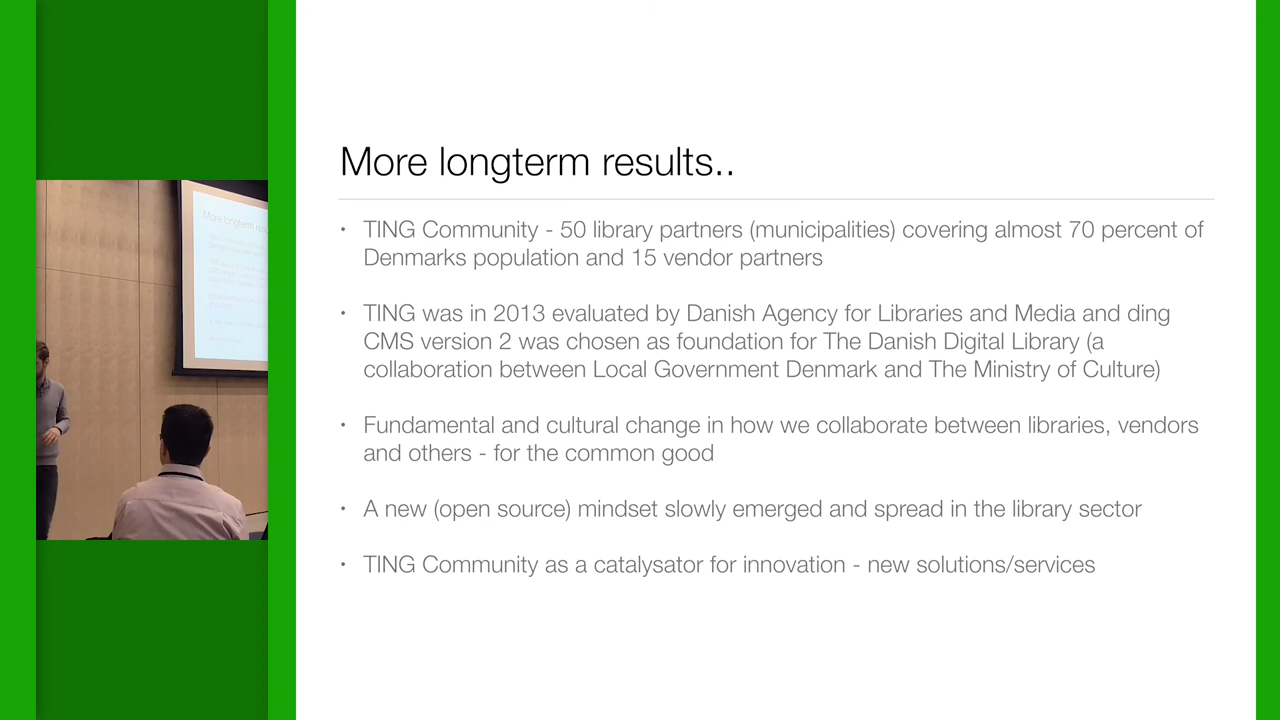 More longterm results..
• TING Community - 50 library partners (municipalities) covering almost 70 percent of
Denmarks population and 15 vendor partners
• TING was in 2013 evaluated by Danish Agency for Libraries and Media and ding
CMS version 2 was chosen as foundation for The Danish Digital Library (a
collaboration between Local Government Denmark and The Ministry of Culture)
• Fundamental and cultural change in how we collaborate between libraries, vendors
and others - for the common good
• A new (open source) mindset slowly emerged and spread in the library sector
• TING Community as a catalysator for innovation - new solutions/services
More longterm